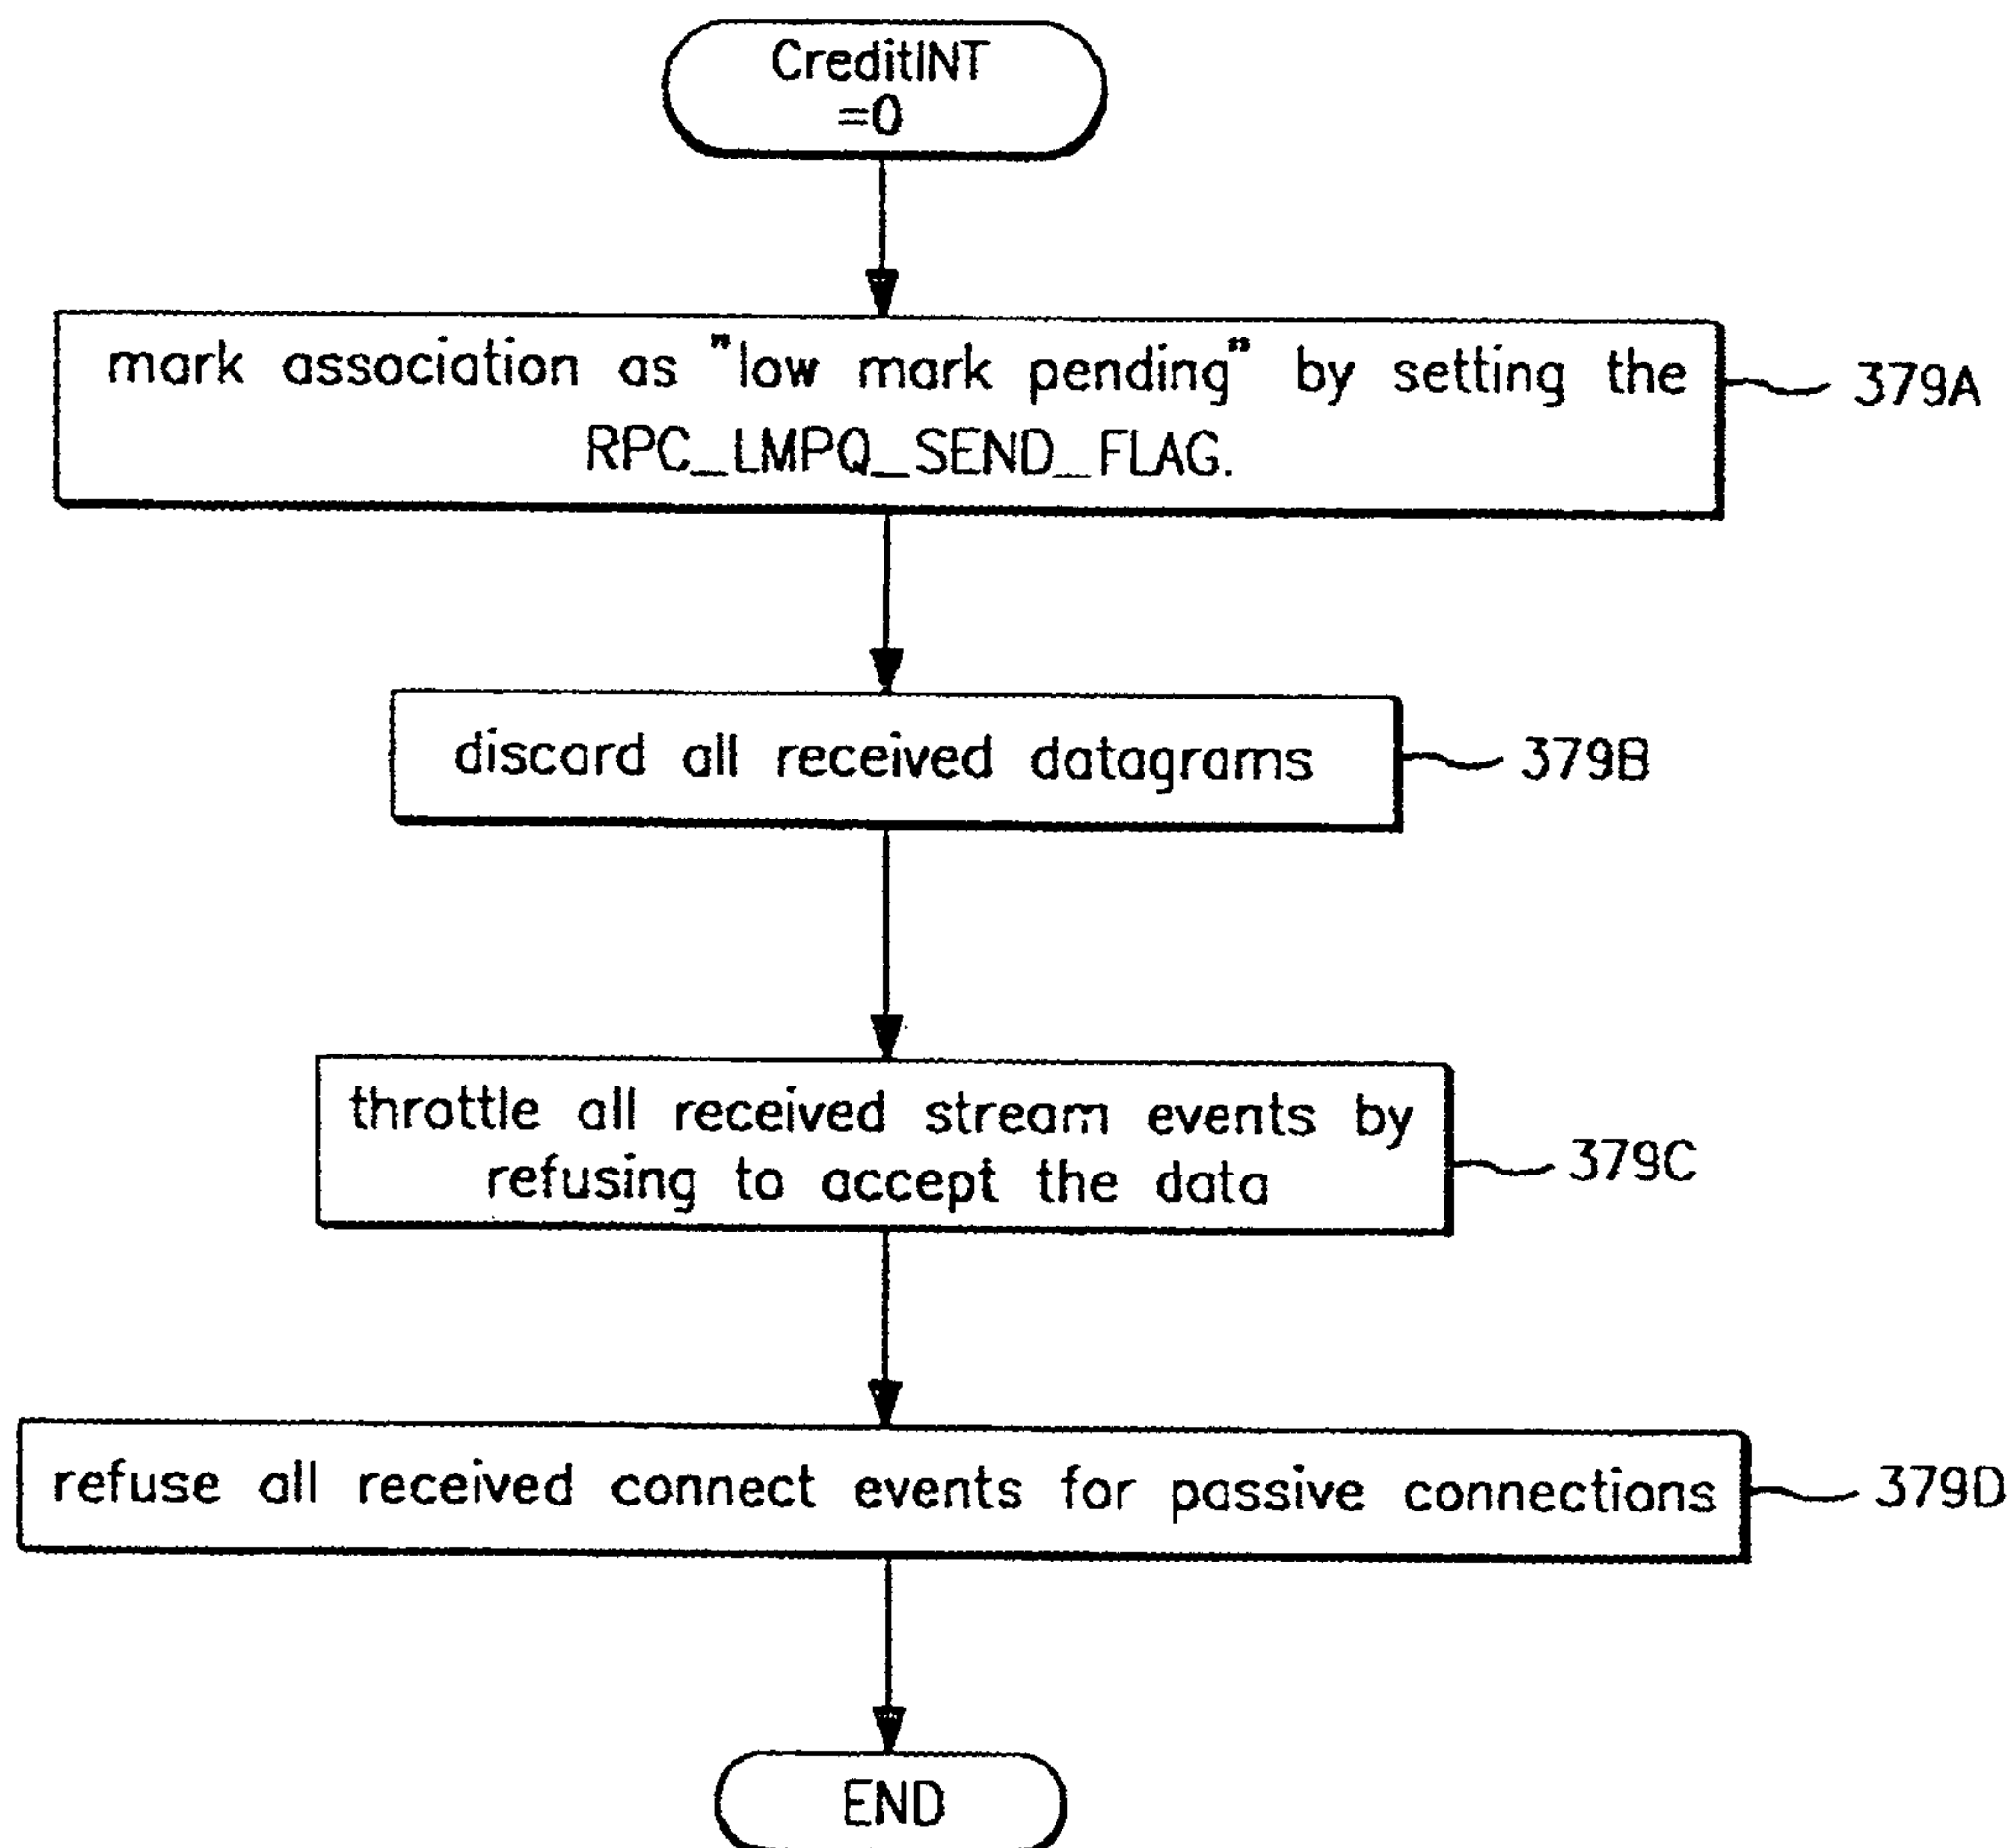 CreditINT
=0
mark association as "low mark pending" by setting the
RPC_LMPQ_SEND_FLAG.
379A
discard all received datagrams
379B
throttle all received stream events by
refusing to accept the data
379C
refuse all received connect events for passive connections
379D
END